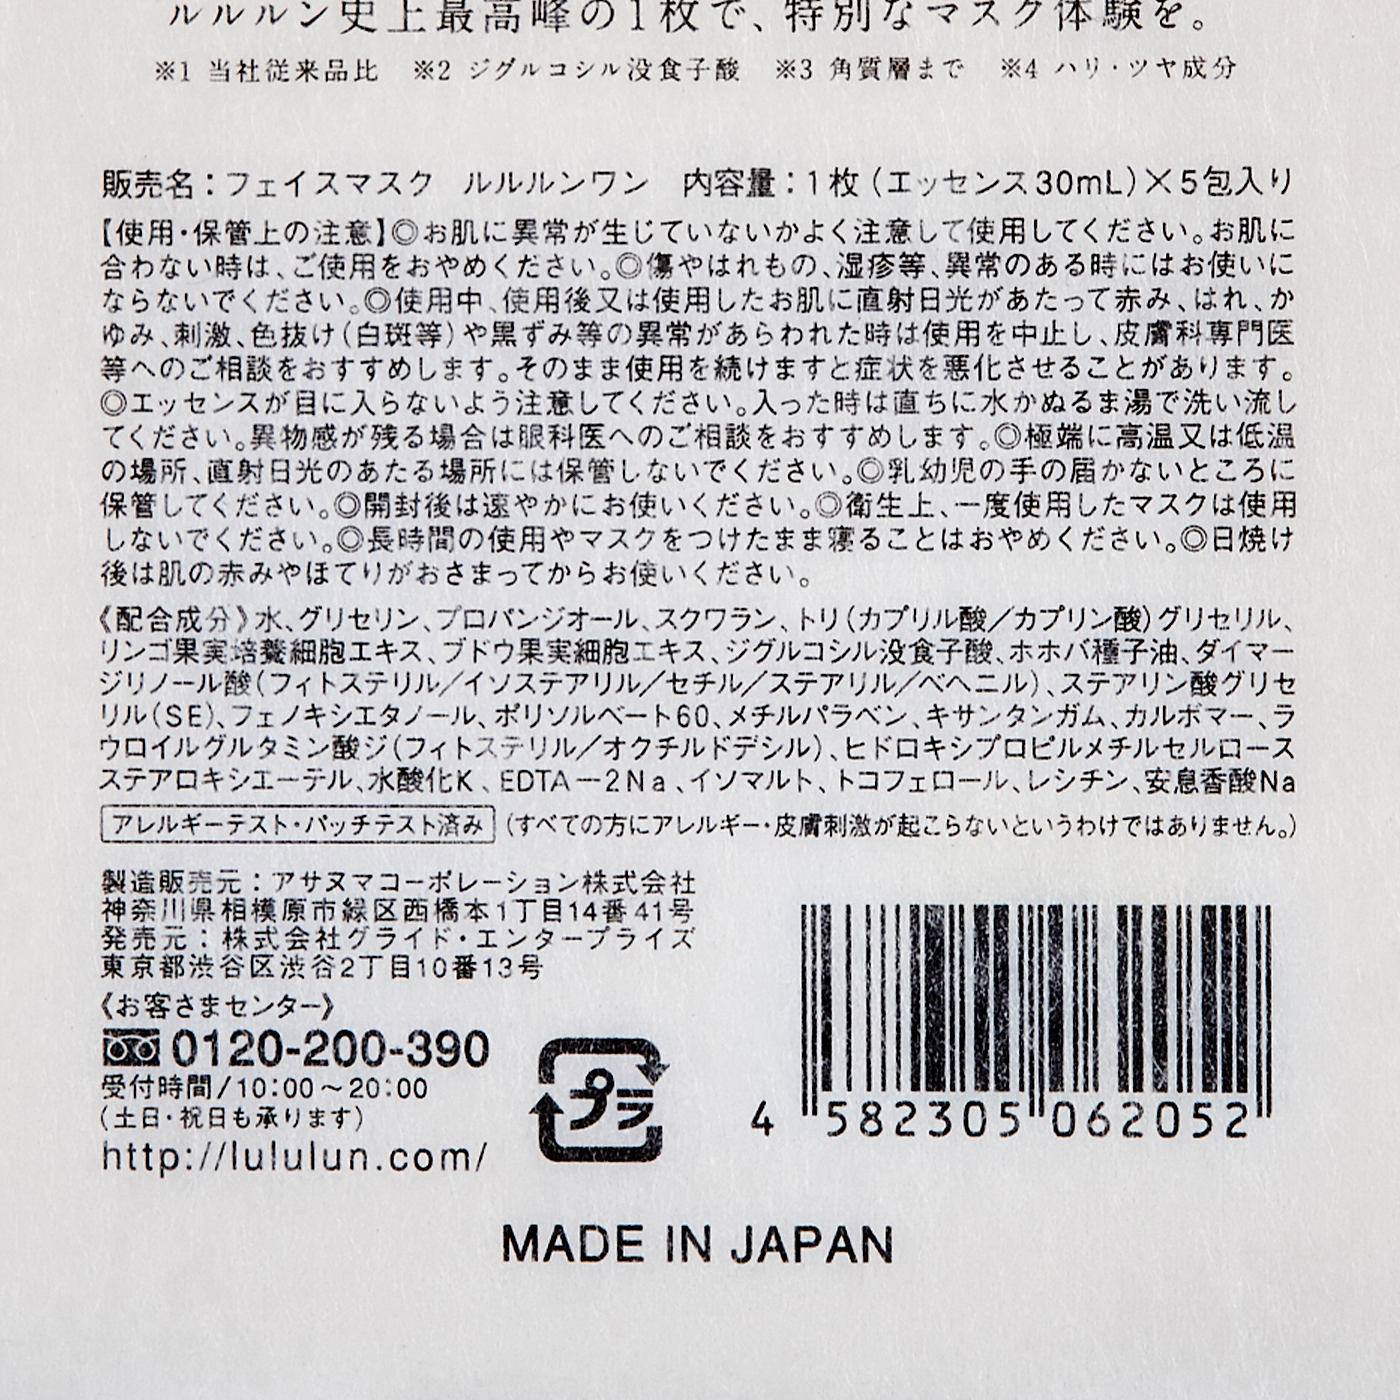 ルルルン史上最高峰の1枚で、特別なマスク体験を。
※1 当社従来品比 ※2 ジグルコシル没食子酸 ※3 角質層まで ※4 ハリ・ツヤ成分
販売名：フェイスマスク ルルルンワン 内容量：1枚（エッセンス30mL）×5包入り
【使用・保管上の注意】◎お肌に異常が生じていないかよく注意して使用してください。お肌に
合わない時は、ご使用をおやめください。◎傷やはれもの、湿疹等、異常のある時にはお使いに
ならないでください。◎使用中、使用後又は使用したお肌に直射日光があたって赤み、はれ、か
ゆみ、刺激、色抜け（白斑等）や黒ずみ等の異常があらわれた時は使用を中止し、皮膚科専門医
等へのご相談をおすすめします。そのまま使用を続けますと症状を悪化させることがあります。
◎エッセンスが目に入らないよう注意してください。入った時は直ちに水かぬるま湯で洗い流し
てください。異物感が残る場合は眼科医へのご相談をおすすめします。◎極端に高温又は低温
の場所、直射日光のあたる場所には保管しないでください。◎乳幼児の手の届かないところに
保管してください。◎開封後は速やかにお使いください。◎衛生上、一度使用したマスクは使用
しないでください。◎長時間の使用やマスクをつけたまま寝ることはおやめください。◎日焼け
後は肌の赤みやほてりがおさまってからお使いください。
《配合成分》水、グリセリン、プロパンジオール、スクワラン、トリ（カプリル酸／カプリン酸）グリセリル、
リンゴ果実培養細胞エキス、ブドウ果実細胞エキス、ジグルコシル没食子酸、ホホバ種子油、ダイマー
ジリノール酸（フィトステリル／イソステアリル／セチル／ステアリル／ベヘニル）、ステアリン酸グリセ
リル（SE）、フェノキシエタノール、ポリソルベート60、メチルパラベン、キサンタンガム、カルボマー、ラ
ウロイルグルタミン酸ジ（フィトステリル／オクチルドデシル）、ヒドロキシプロピルメチルセルロース
ステアロキシエーテル、水酸化K、EDTA－2Na、イソマルト、トコフェロール、レシチン、安息香酸Na
アレルギーテスト・パッチテスト済み（すべての方にアレルギー・皮膚刺激が起こらないというわけではありません。）
製造販売元：アサヌマコーポレーション株式会社
神奈川県相模原市緑区西橋本1丁目14番41号
発売元：株式会社グライド・エンタープライズ
東京都渋谷区渋谷2丁目10番13号
《お客さまセンター》
0120-200-390
受付時間/10:00～20:00
（土日・祝日も承ります）
http://lululun.com/
プラ
4 582305 062052
MADE IN JAPAN